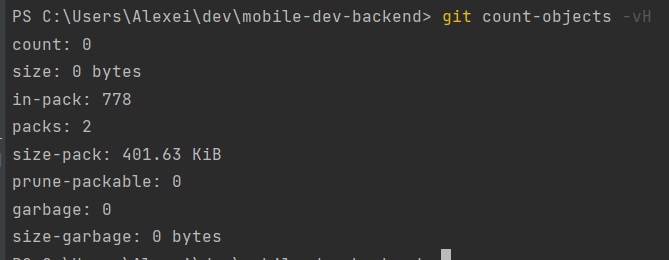 PS C:\Users\Alexei\dev\mobile-dev-backend> git count-objects -vH
count: 0
size: 0 bytes
in-pack: 778
packs: 2
size-pack: 401.63 KiB
prune-packable: 0
garbage: 0
size-garbage: 0 bytes